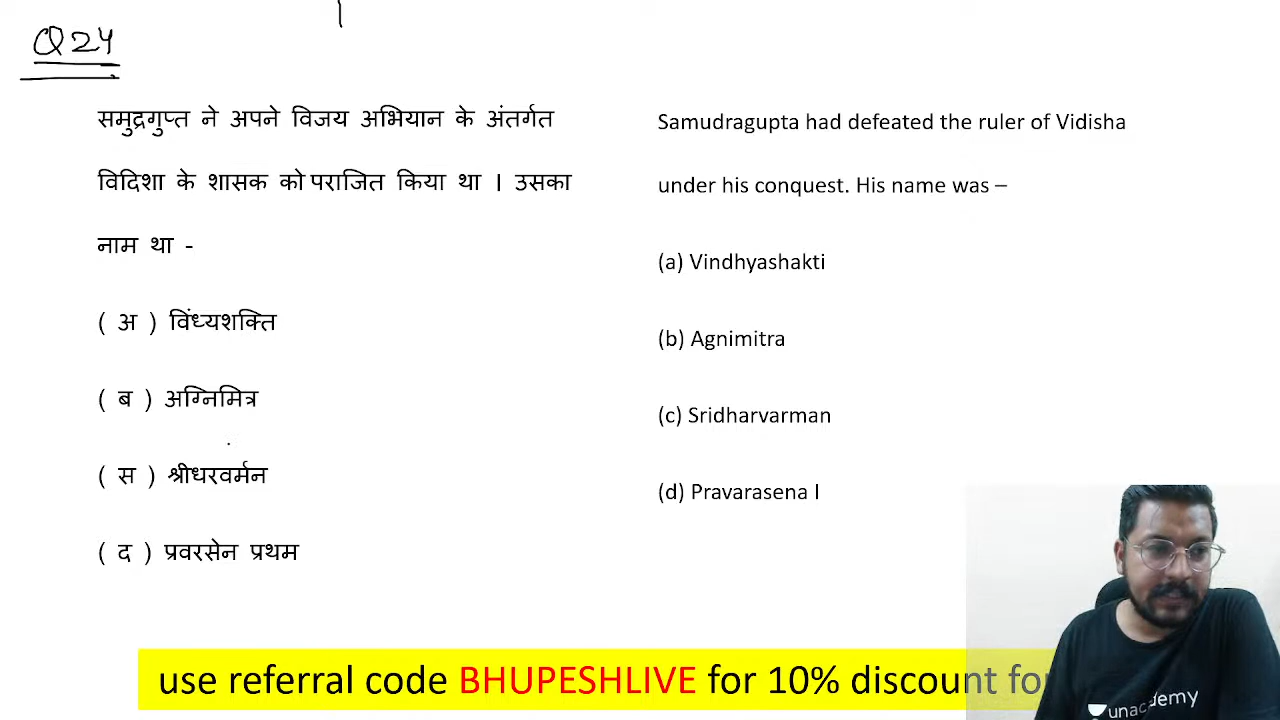 Q24
समुद्रगुप्त ने अपने विजय अभियान के अंतर्गत
विदिशा के शासक को पराजित किया था । उसका
नाम था -
( अ ) विंध्यशक्ति
( ब ) अग्निमित्र
( स ) श्रीधरवर्मन
( द ) प्रवरसेन प्रथम
Samudragupta had defeated the ruler of Vidisha
under his conquest. His name was –
(a) Vindhyashakti
(b) Agnimitra
(c) Sridharvarman
(d) Pravarasena I
use referral code BHUPESHLIVE for 10% discount for
unacademy